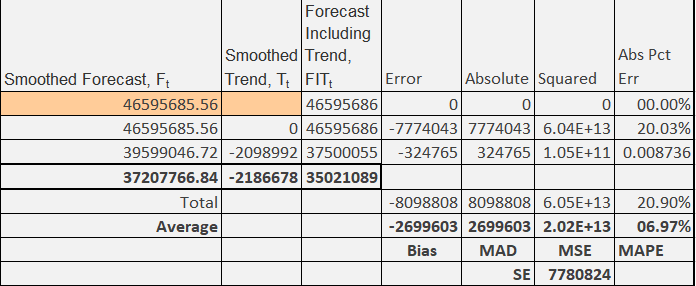 Smoothed Forecast, Ft Smoothed Trend, Tt Forecast Including Trend, FITt Error Absolute Squared Abs Pct Err
46595685.56 46595686 0 0 0 00.00%
46595685.56 0 46595686 -7774043 7774043 6.04E+13 20.03%
39599046.72 -2098992 37500055 -324765 324765 1.05E+11 0.008736
37207766.84 -2186678 35021089
Total -8098808 8098808 6.05E+13 20.90%
Average -2699603 2699603 2.02E+13 06.97%
Bias MAD MSE MAPE
SE 7780824